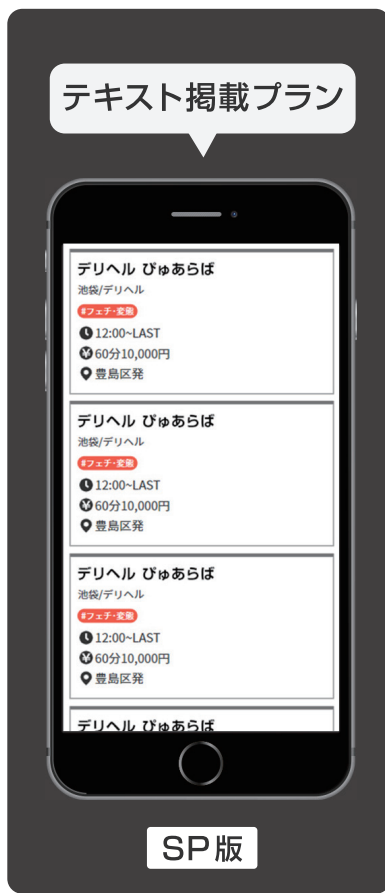 テキスト掲載プラン
デリヘル ぴゅあらば
池袋/デリヘル
#フェチ・変態
12:00~LAST
60分10,000円
豊島区発
デリヘル ぴゅあらば
池袋/デリヘル
#フェチ・変態
12:00~LAST
60分10,000円
豊島区発
デリヘル ぴゅあらば
池袋/デリヘル
#フェチ・変態
12:00~LAST
60分10,000円
豊島区発
デリヘル ぴゅあらば
SP版